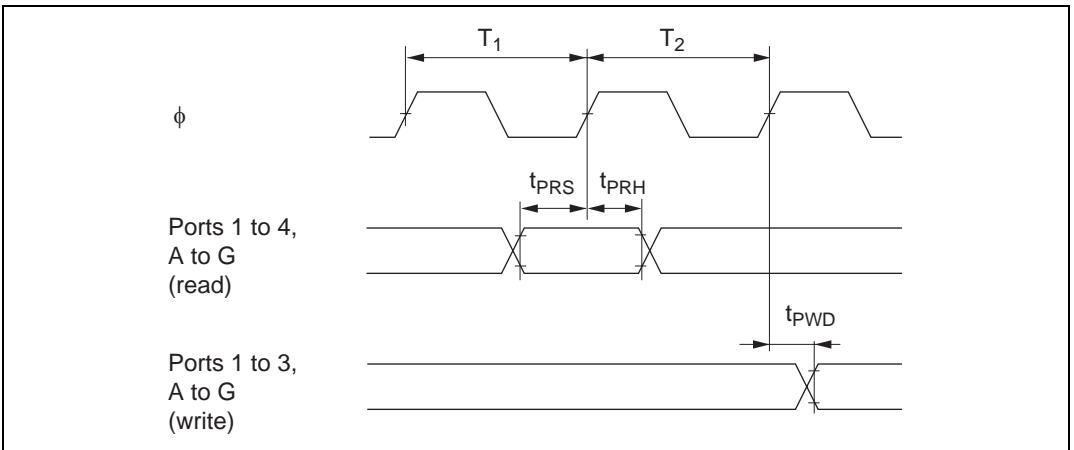 T1 T2
φ
tPRS tPRH
Ports 1 to 4,
A to G
(read)
tPWD
Ports 1 to 3,
A to G
(write)